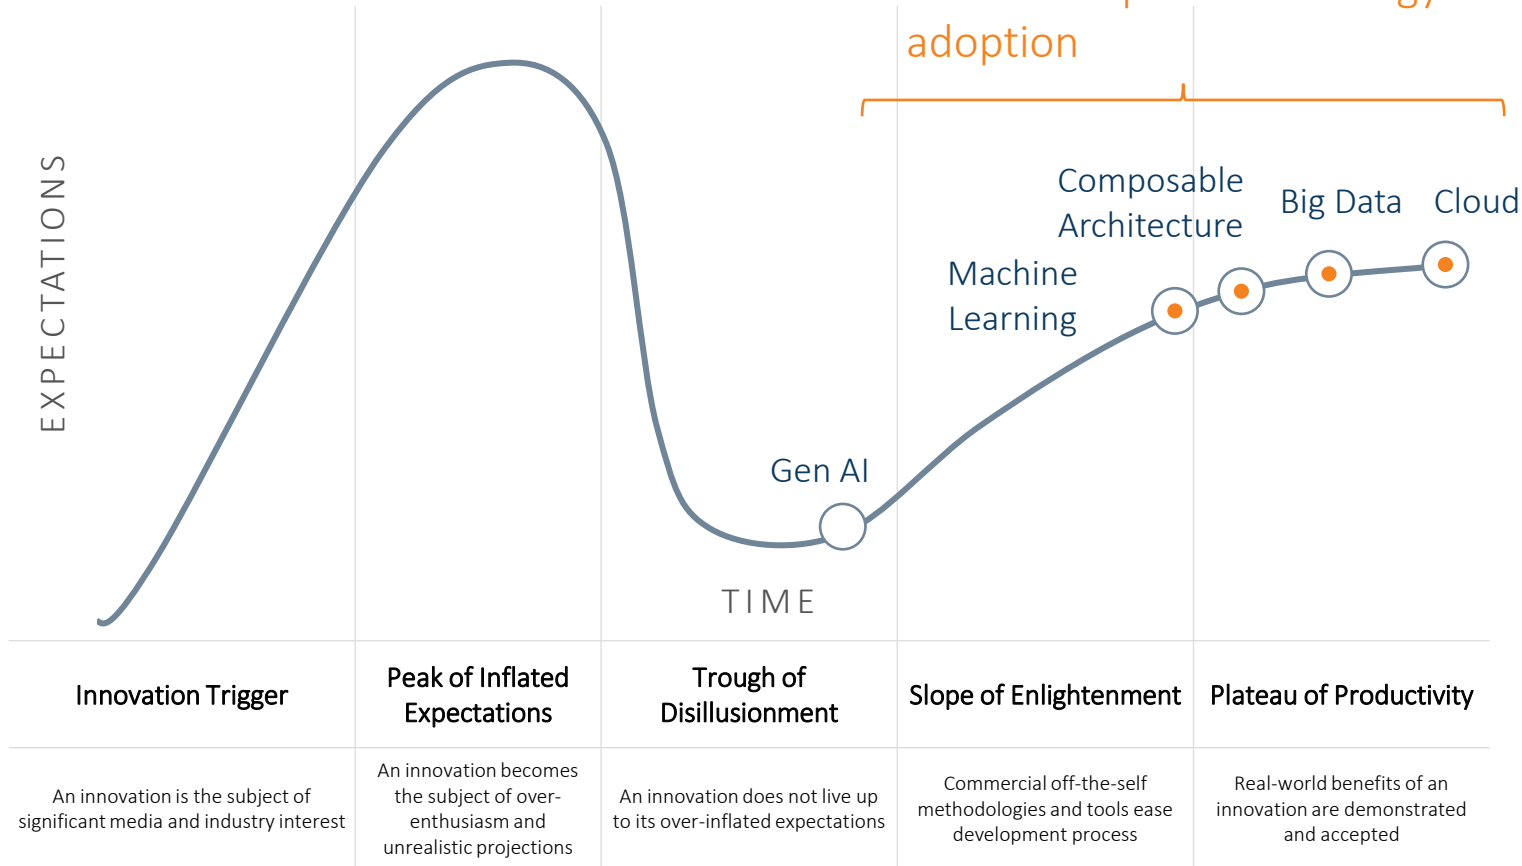 adoption
EXPECTATIONS
Composable
Architecture
Big Data
Cloud
Machine
Learning
Gen AI
TIME
Innovation Trigger
Peak of Inflated
Expectations
Trough of
Disillusionment
Slope of Enlightenment
Plateau of Productivity
An innovation is the subject of
significant media and industry interest
An innovation becomes
the subject of over-
enthusiasm and
unrealistic projections
An innovation does not live up
to its over-inflated expectations
Commercial off-the-self
methodologies and tools ease
development process
Real-world benefits of an
innovation are demonstrated
and accepted